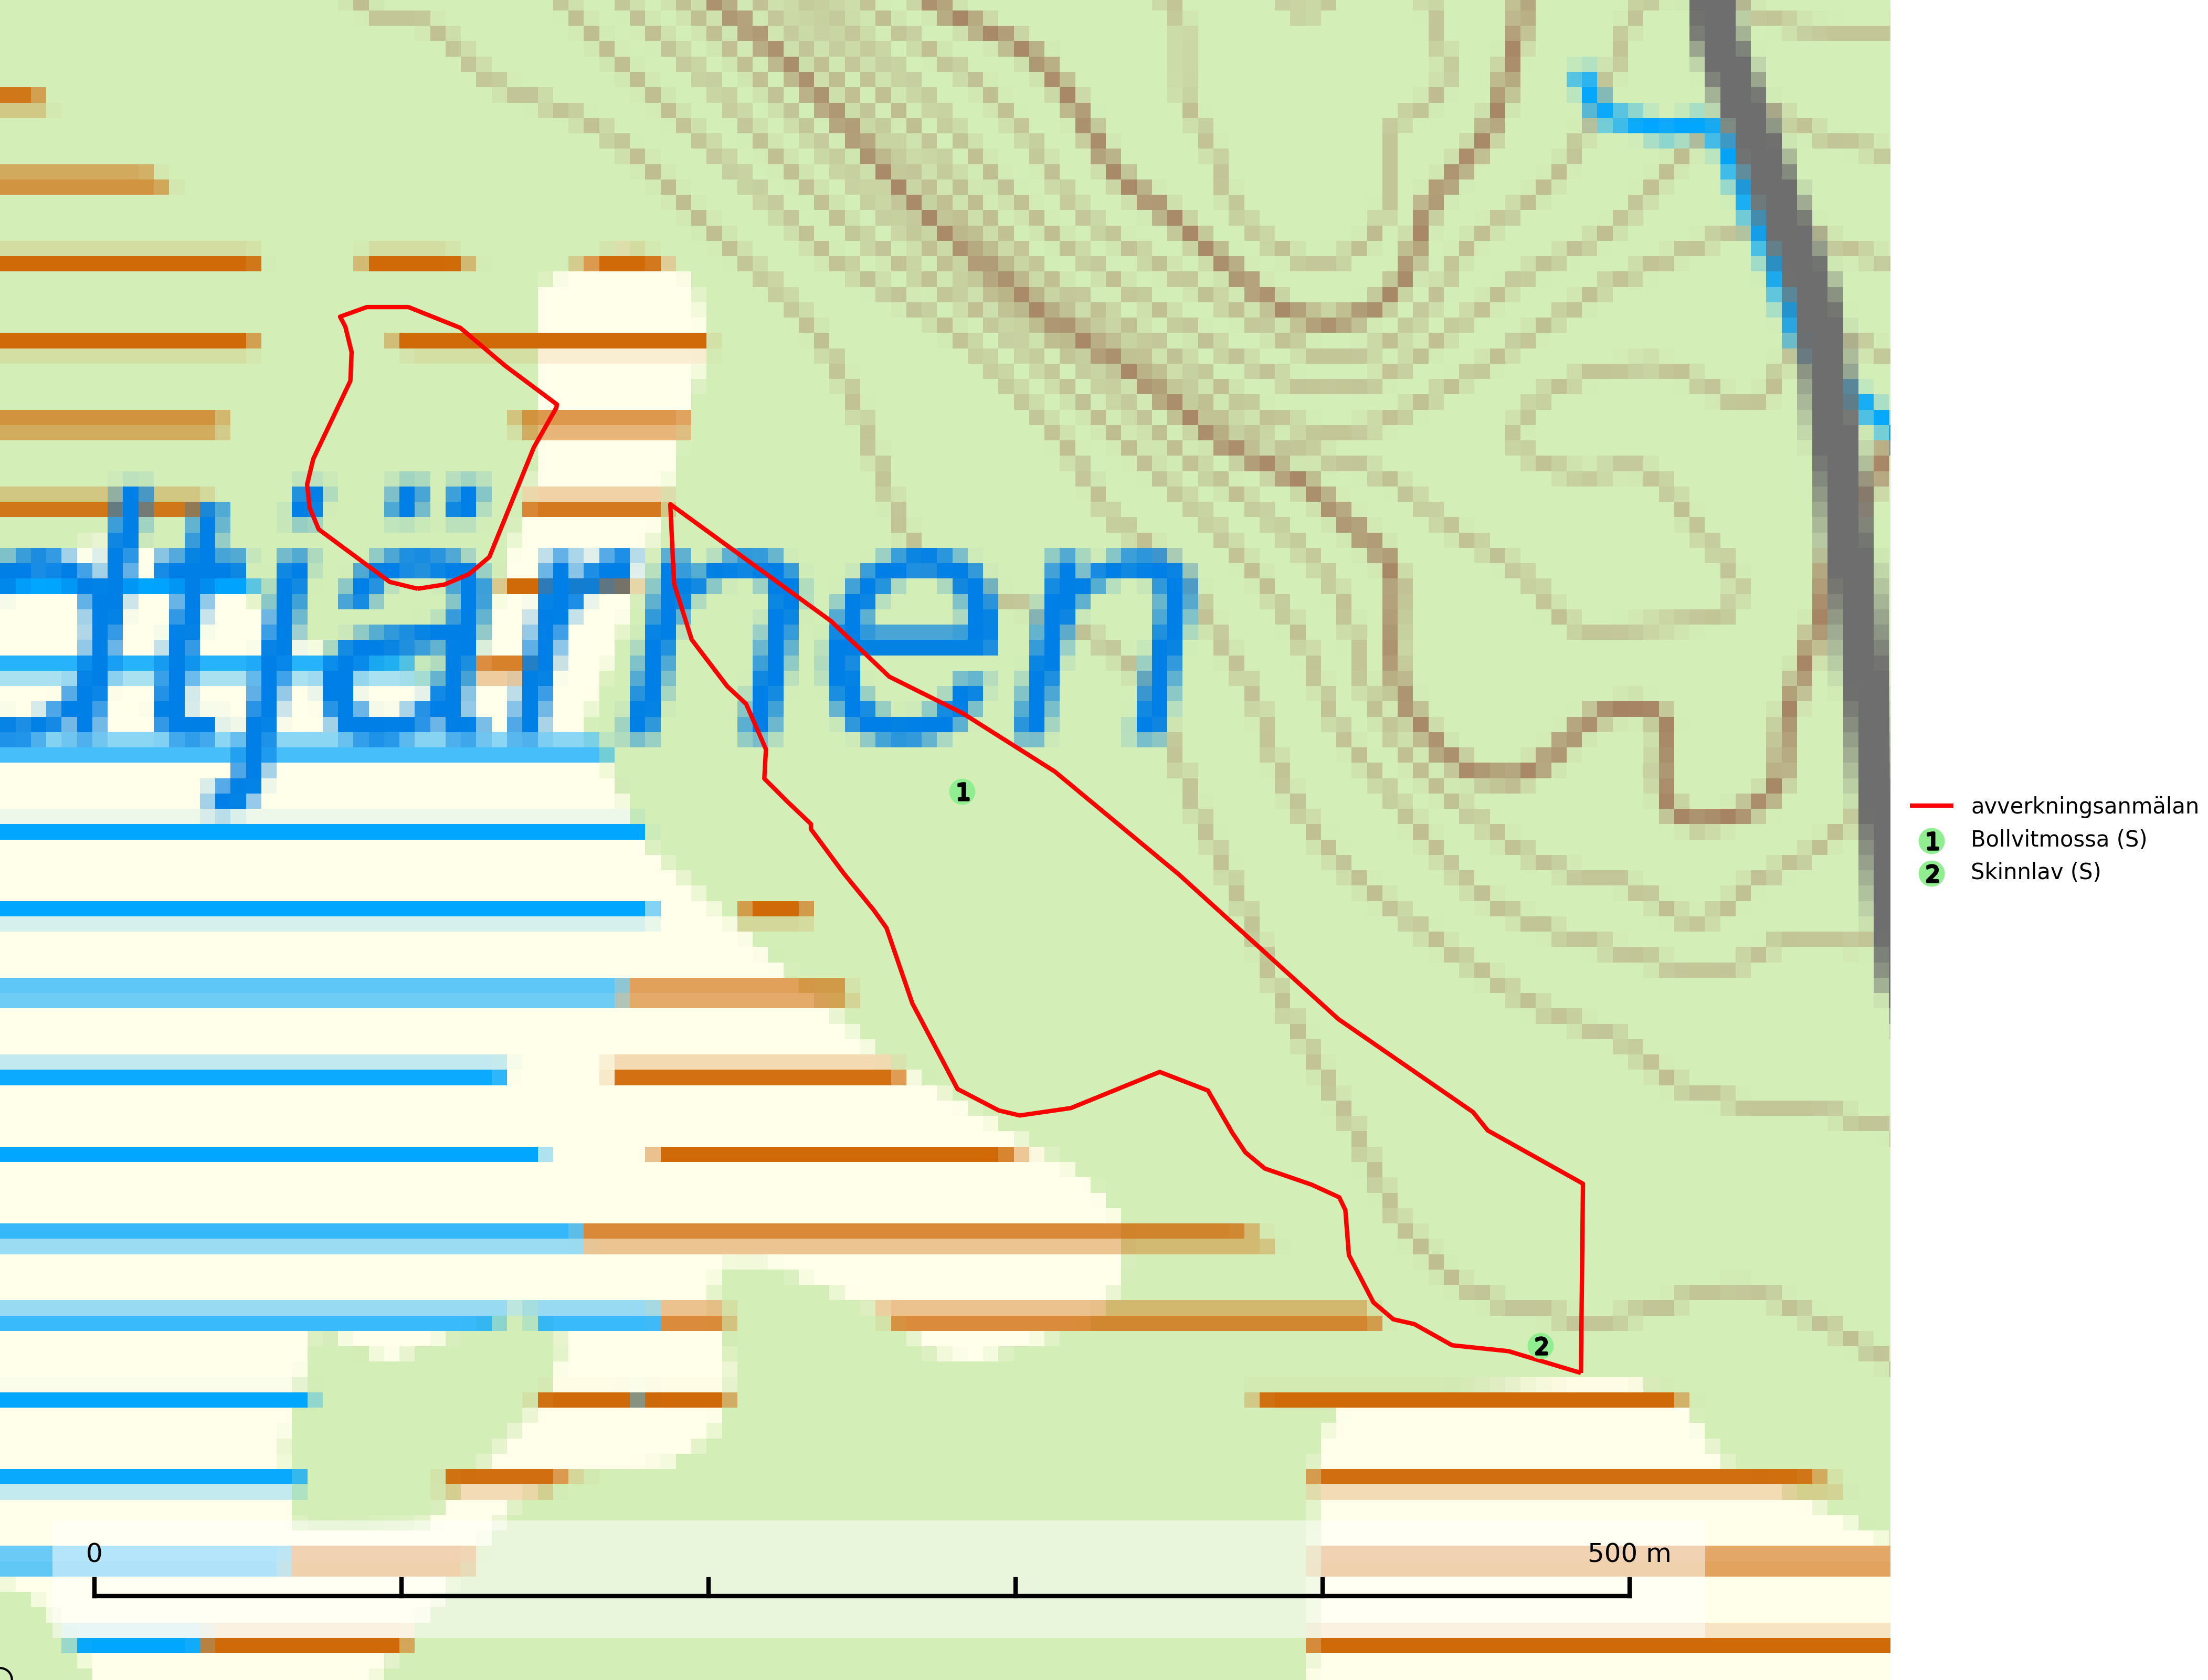 tjärnen
1
2
avverkningsanmälan
1 Bollvitmossa (S)
2 Skinnlav (S)
0 500 m